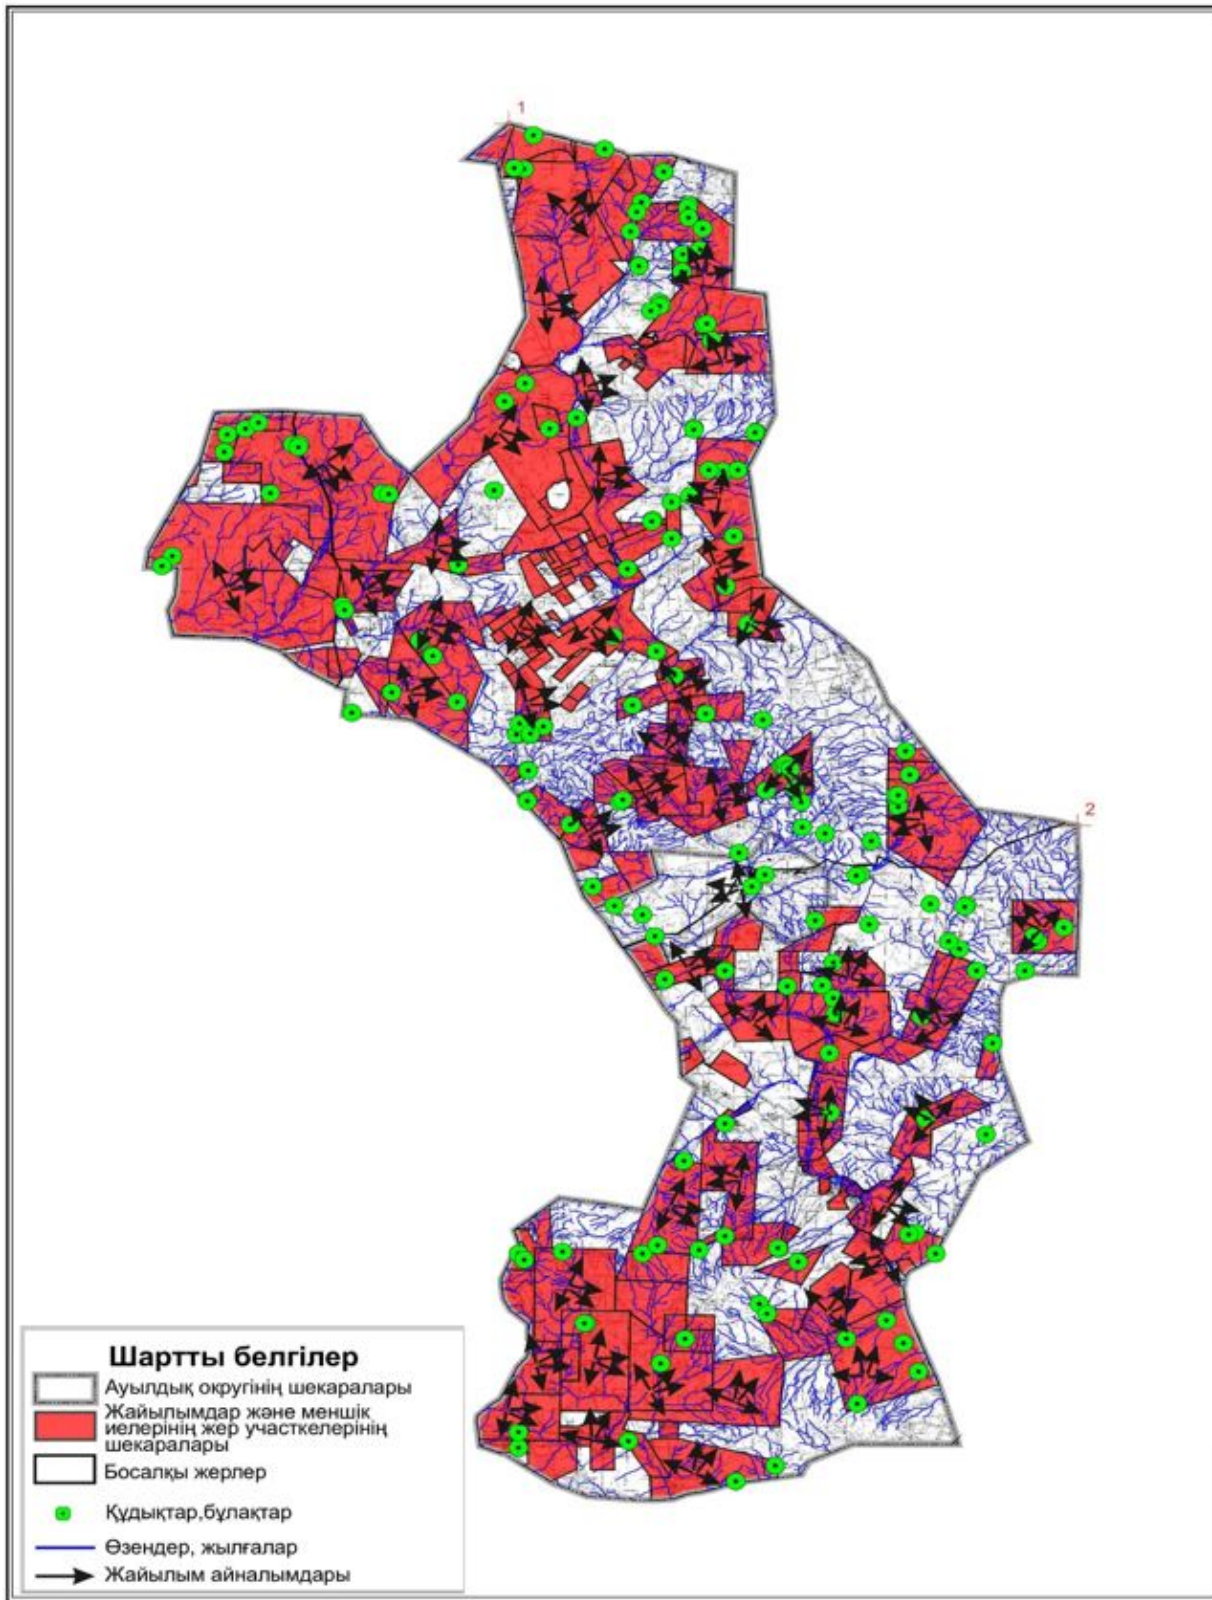 1
2
Шартты белгілер
Ауылдық округінің шекаралары
Жайылымдар және меншік
иелерінің жер участкелерінің
шекаралары
Босалқы жерлер
Құдықтар,бұлақтар
Өзендер, жылғалар
Жайылым айналымдары